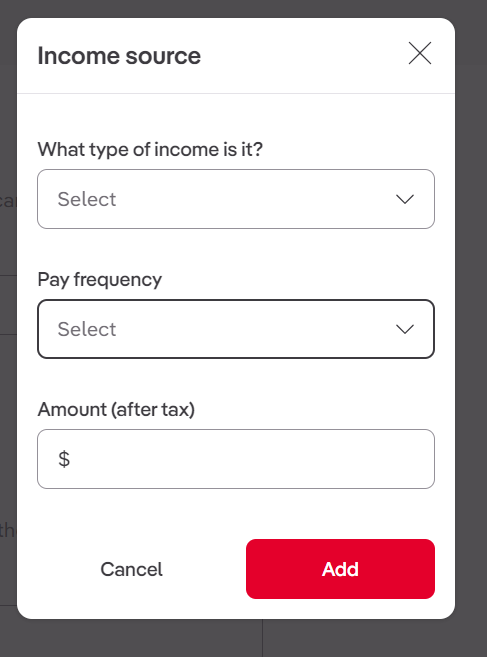 Income source
What type of income is it?
Select
Pay frequency
Select
Amount (after tax)
$
Cancel
Add